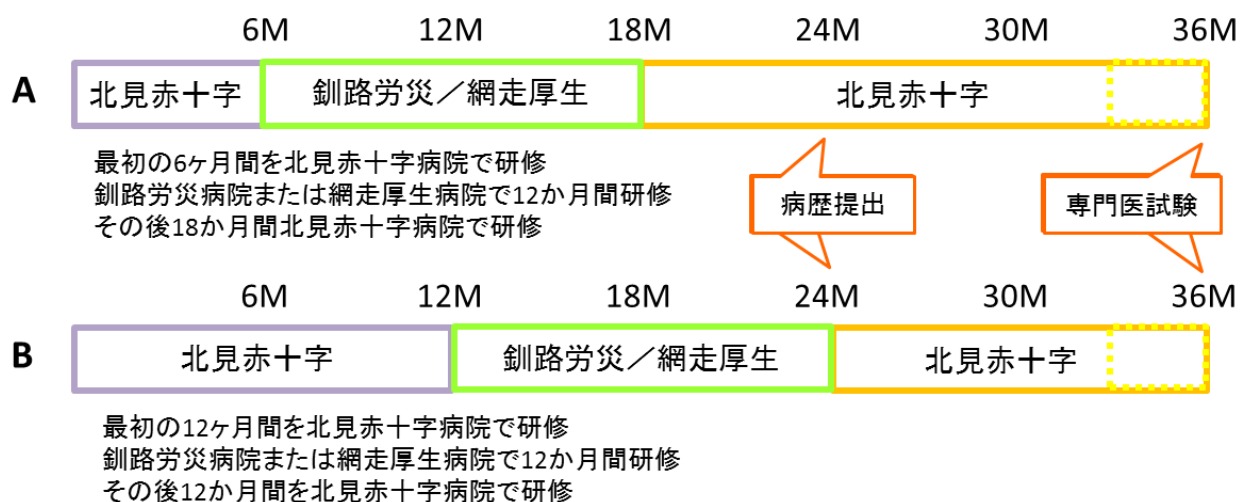 6M 12M 18M 24M 30M 36M
A 北見赤十字 釧路労災／網走厚生 北見赤十字
最初の6ヶ月間を北見赤十字病院で研修
釧路労災病院または網走厚生病院で12か月間研修
その後18か月間北見赤十字病院で研修
病歴提出 専門医試験
6M 12M 18M 24M 30M 36M
B 北見赤十字 釧路労災／網走厚生 北見赤十字
最初の12ヶ月間を北見赤十字病院で研修
釧路労災病院または網走厚生病院で12か月間研修
その後12か月間を北見赤十字病院で研修